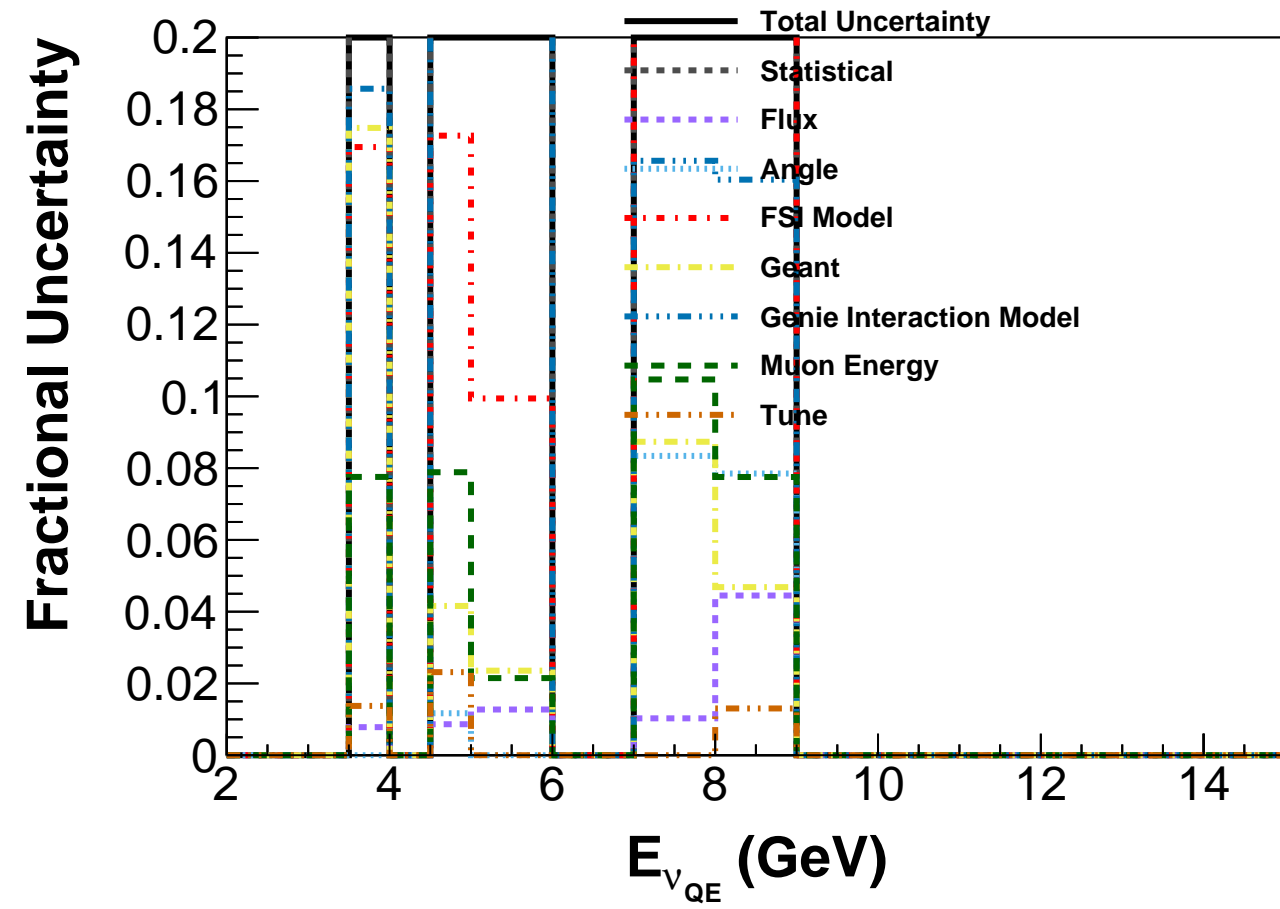 Fractional Uncertainty
0.2
0.18
0.16
0.14
0.12
0.1
0.08
0.06
0.04
0.02
0
2
4
6
8
10
12
14
Total Uncertainty
Statistical
Flux
Angle
FSI Model
Geant
Genie Interaction Model
Muon Energy
Tune
E_ν_QE (GeV)